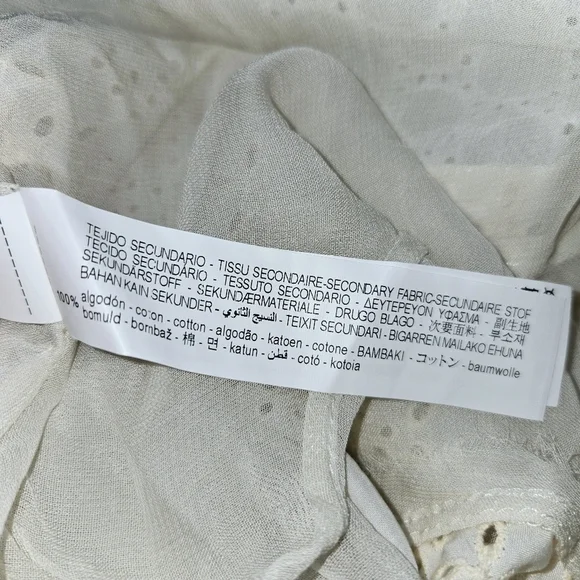 TEJIDO SECUNDARIO - TISSU SECONDAIRE-SECONDARY FABRIC-SECUNDAIRE STOF
TECIDO SECUNDÁRIO - TESSUTO SECONDARIO - ΔΕΥΤΕΡΕΥΟΝ ΥΦΑΣΜΑ - 副生地
SEKUNDÄRSTOFF - SEKUNDÆRMATERIALE - DRUGO BLAGO - 次要面料 - 부소재
BAHAN KAIN SEKUNDER - النسيج الثانوي - TEIXIT SECUNDARI - BIGARREN MAILAKO EHUNA
100% algodón - coton - cotton - algodão - katoen - cotone - BAMBAKI - コットン - baumwolle
bomuld - bombaž - 棉 - 면 - katun - قطن - cotó - kotoia